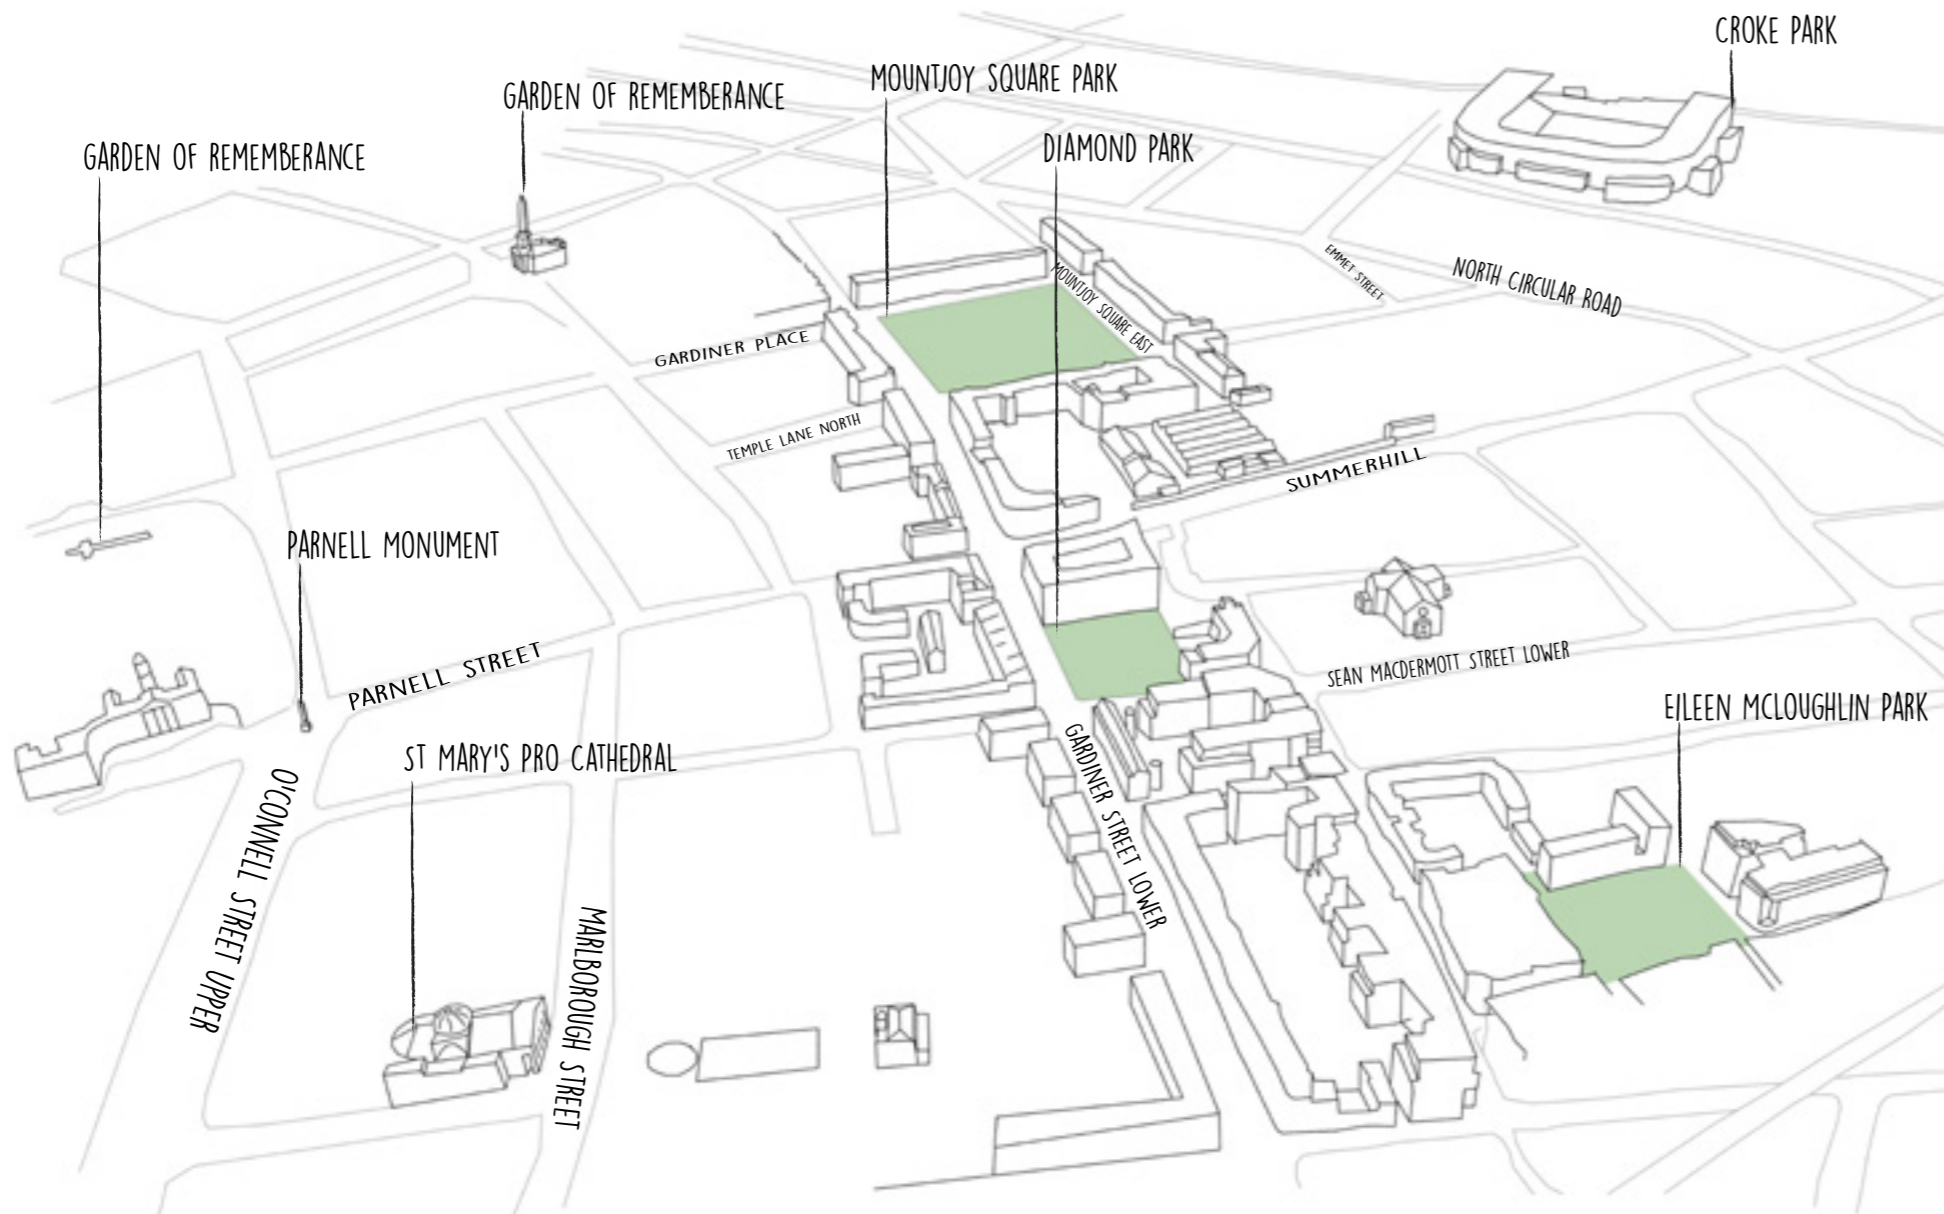 CROKE PARK
MOUNTJOY SQUARE PARK
GARDEN OF REMEMBERANCE
DIAMOND PARK
GARDEN OF REMEMBERANCE
EMMET STREET
NORTH CIRCULAR ROAD
MOUNTJOY SQUARE EAST
GARDINER PLACE
TEMPLE LANE NORTH
SUMMERHILL
PARNELL MONUMENT
PARNELL STREET
SEAN MACDERMOTT STREET LOWER
EILEEN MCLOUGHLIN PARK
ST MARY'S PRO CATHEDRAL
GARDINER STREET LOWER
O'CONNELL STREET UPPER
MARLBOROUGH STREET